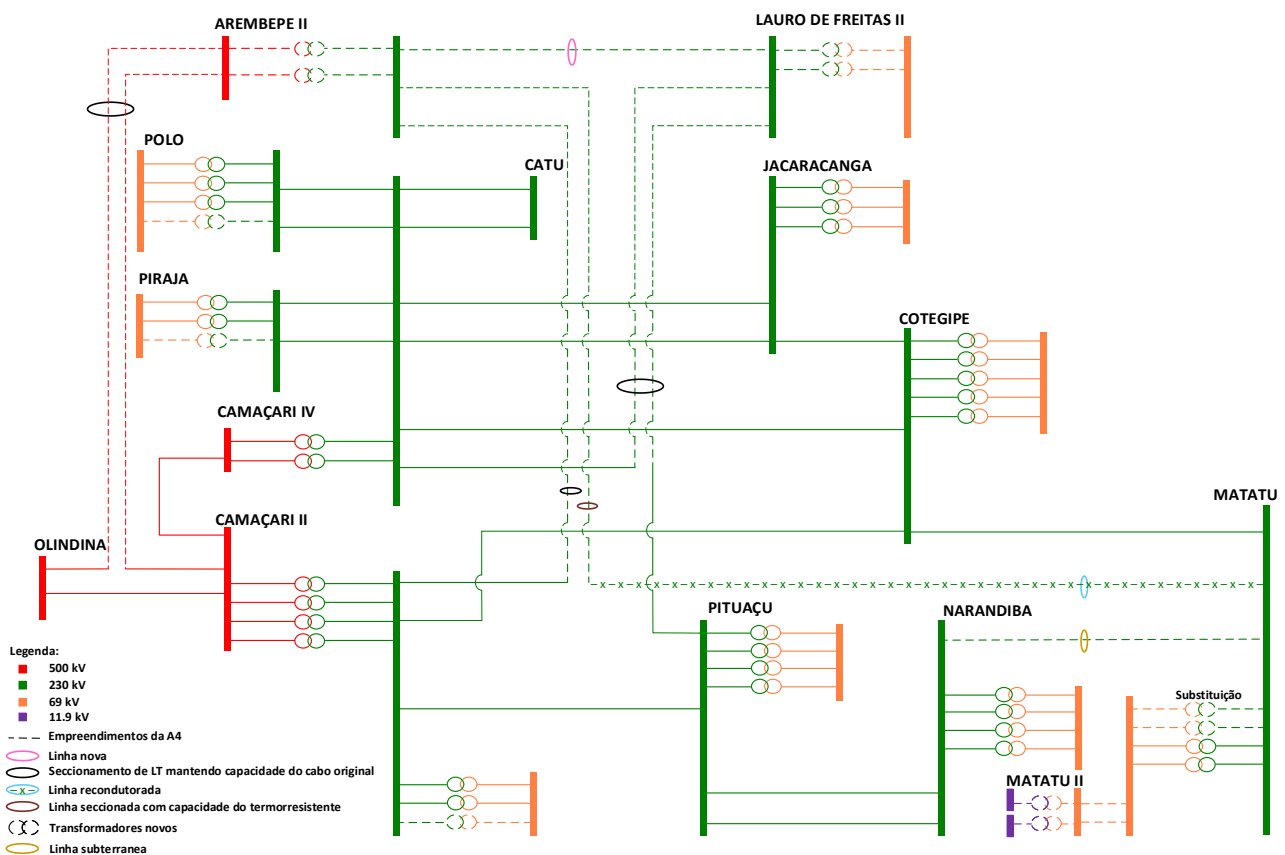 AREMBEPE II
LAURO DE FREITAS II
POLO
CATU
JACARACANGA
PIRAJA
COTEGIPE
CAMAÇARI IV
MATATU
CAMAÇARI II
OLINDINA
PITUAÇU
NARANDIBA
Legenda:
500 kV
230 kV
69 kV
11.9 kV
Empreendimentos da A4
Linha nova
Seccionamento de LT mantendo capacidade do cabo original
Linha recondutorada
Linha seccionada com capacidade do termorresistente
Transformadores novos
Linha subterranea
Substituição
MATATU II